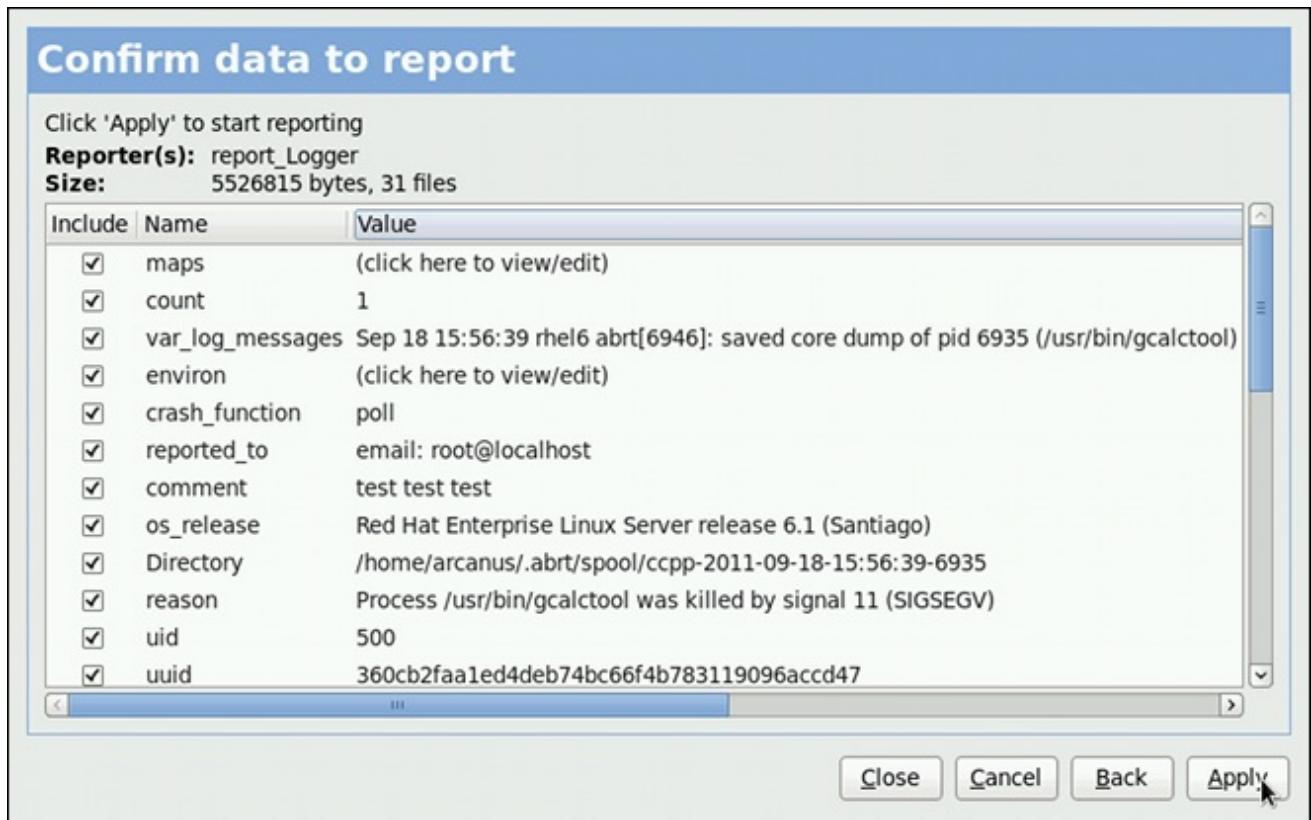 Confirm data to report
Click 'Apply' to start reporting
Reporter(s): report_Logger
Size: 5526815 bytes, 31 files
Include Name Value
maps (click here to view/edit)
count 1
var_log_messages Sep 18 15:56:39 rhel6 abrt[6946]: saved core dump of pid 6935 (/usr/bin/gcalctool)
environ (click here to view/edit)
crash_function poll
reported_to email: root@localhost
comment test test test
os_release Red Hat Enterprise Linux Server release 6.1 (Santiago)
Directory /home/arcanus/.abrt/spool/ccpp-2011-09-18-15:56:39-6935
reason Process /usr/bin/gcalctool was killed by signal 11 (SIGSEGV)
uid 500
uuid 360cb2faa1ed4deb74bc66f4b783119096accd47
Close Cancel Back Apply